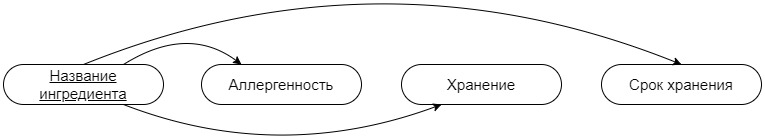 Название
ингредиента
Аллергенность
Хранение
Срок хранения